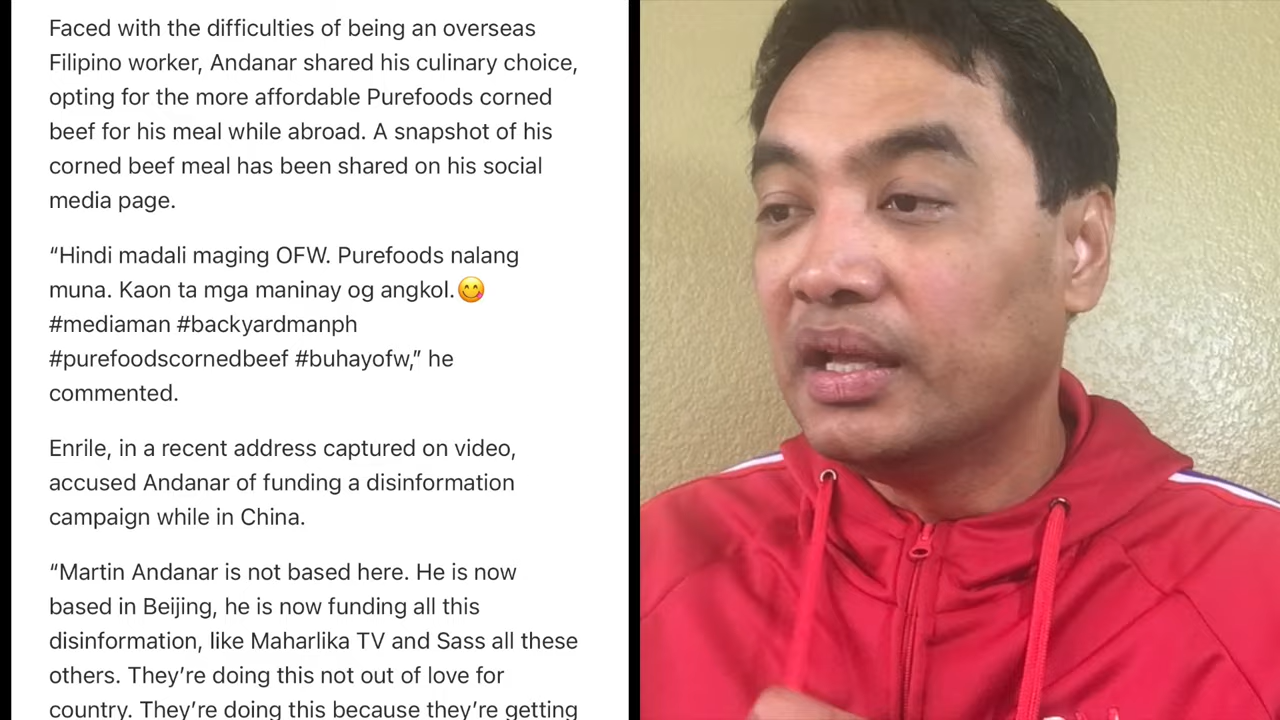 Faced with the difficulties of being an overseas
Filipino worker, Andanar shared his culinary choice,
opting for the more affordable Purefoods corned
beef for his meal while abroad. A snapshot of his
corned beef meal has been shared on his social
media page.
“Hindi madali maging OFW. Purefoods nalang
muna. Kaon ta mga maninay og angkol.😋
#mediaman #backyardmanph
#purefoodscornedbeef #buhayofw,” he
commented.
Enrile, in a recent address captured on video,
accused Andanar of funding a disinformation
campaign while in China.
“Martin Andanar is not based here. He is now
based in Beijing, he is now funding all this
disinformation, like Maharlika TV and Sass all these
others. They’re doing this not out of love for
country. They’re doing this because they’re getting